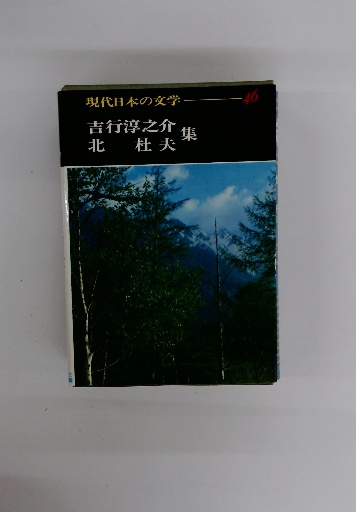 現代日本の文学―――46
吉行淳之介
北 杜夫
集